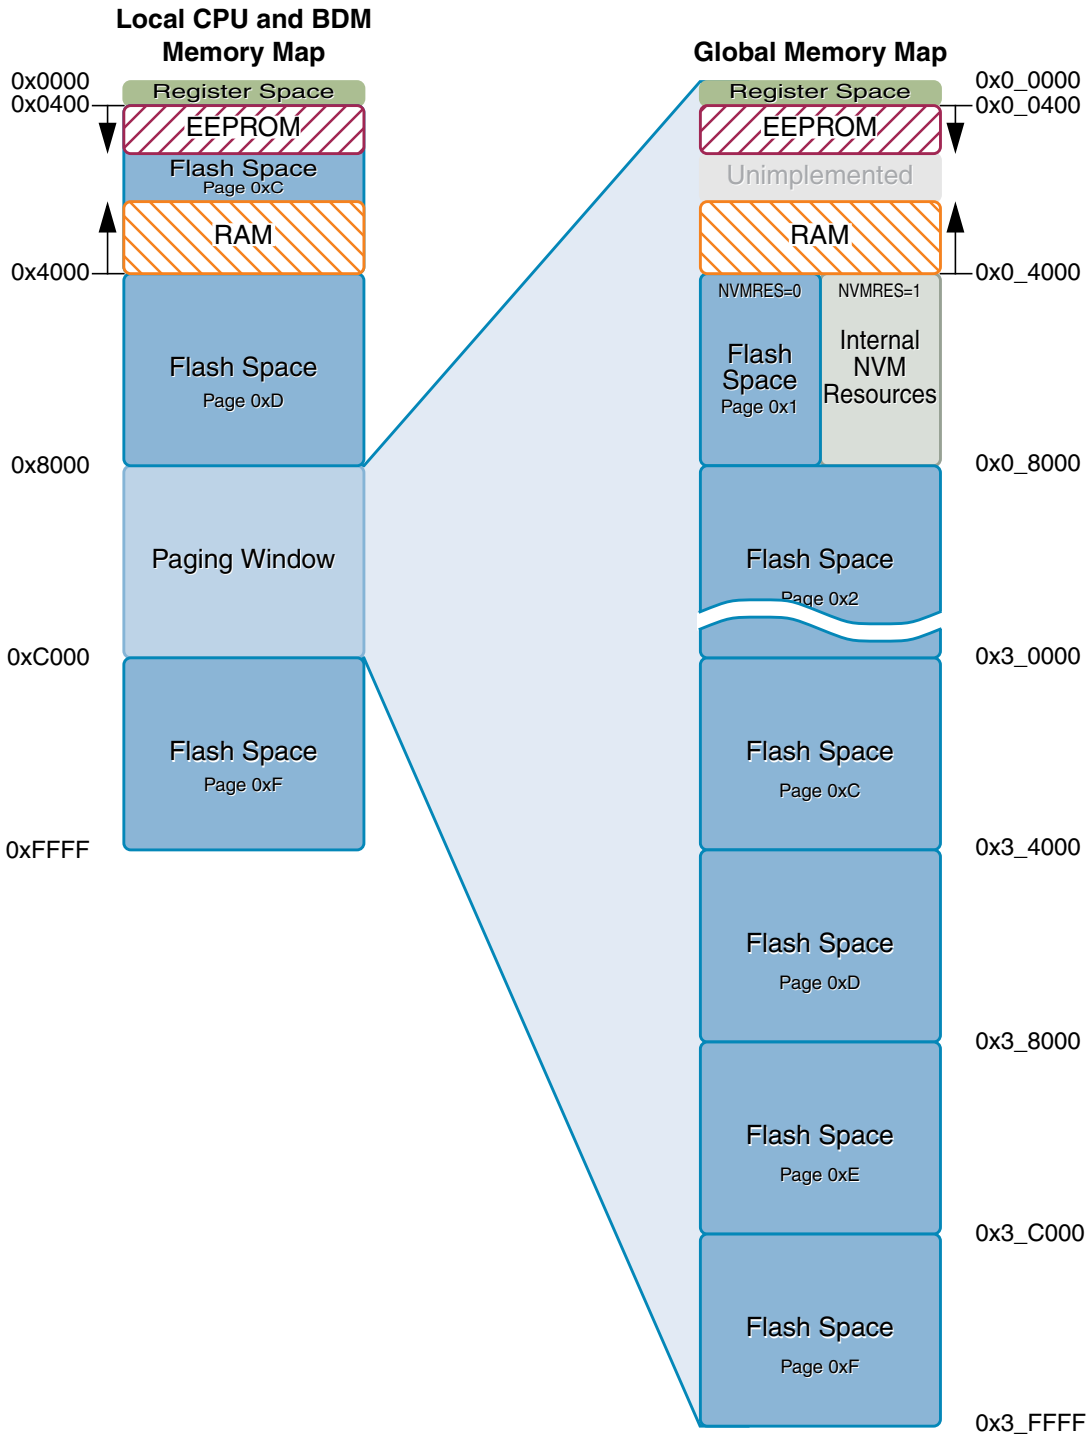 Local CPU and BDM
Memory Map
0x0000
Register Space
0x0400
EEPROM
Flash Space
Page 0xC
RAM
0x4000
Flash Space
Page 0xD
0x8000
Paging Window
0xC000
Flash Space
Page 0xF
0xFFFF
Global Memory Map
0x0_0000
Register Space
0x0_0400
EEPROM
Unimplemented
RAM
0x0_4000
NVMRES=0
Flash
Space
Page 0x1
NVMRES=1
Internal
NVM
Resources
0x0_8000
Flash Space
Page 0x2
0x3_0000
Flash Space
Page 0xC
0x3_4000
Flash Space
Page 0xD
0x3_8000
Flash Space
Page 0xE
0x3_C000
Flash Space
Page 0xF
0x3_FFFF